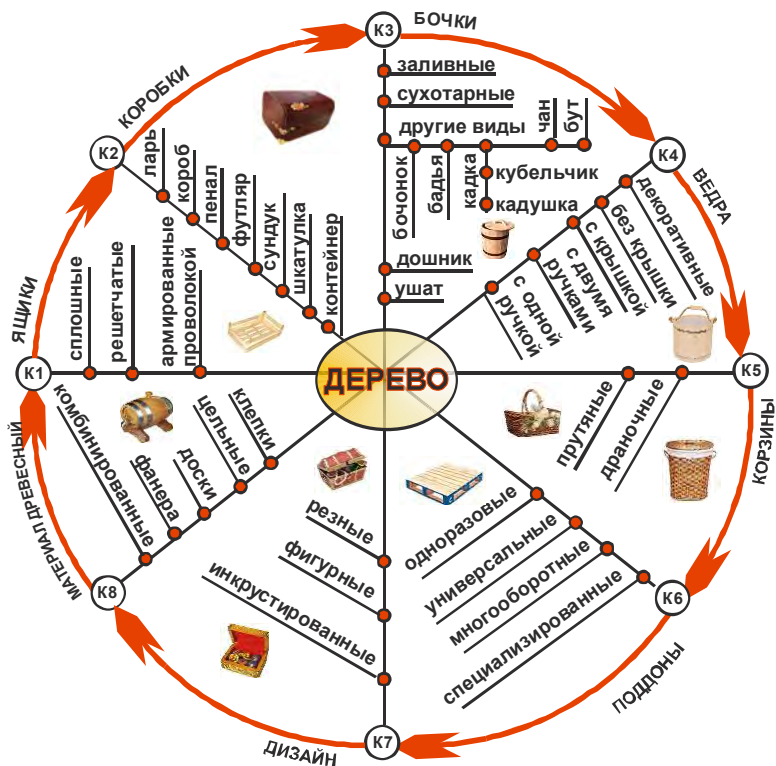 К3
БОЧКИ
заливные
сухотарные
другие виды
чан
бут
бочонок
бадья
кадка
кубельчик
кадушка
дошник
ушат
К4
ВЕДРА
декоративные
без крышки
с крышкой
с двумя
ручками
с одной
ручкой
К5
КОРЗИНЫ
прутяные
драночные
К6
ПОДДОНЫ
одноразовые
универсальные
многооборотные
специализированные
К7
ДИЗАЙН
резные
фигурные
инкрустированные
К8
МАТЕРИАЛ ДРЕВЕСНЫЙ
комбинированные
фанера
доски
цельные
клепки
К1
ЯЩИКИ
сплошные
решетчатые
армированные
проволокой
К2
КОРОБКИ
ларь
короб
пенал
футляр
сундук
шкатулка
контейнер
ДЕРЕВО